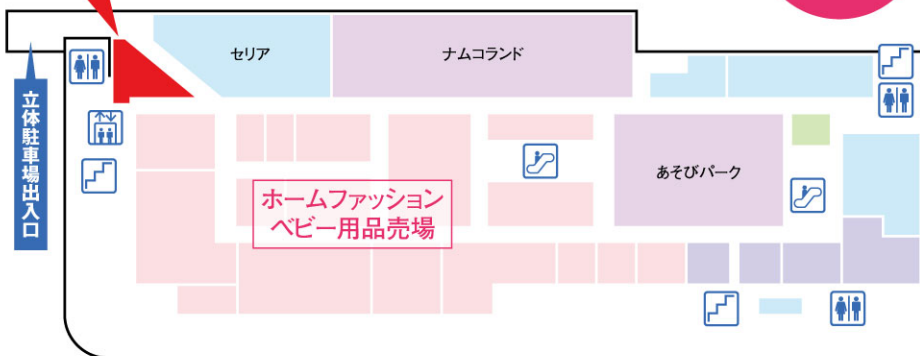 セリア
ナムコランド
立体駐車場出入口
あそびパーク
ホームファッション
ベビー用品売場